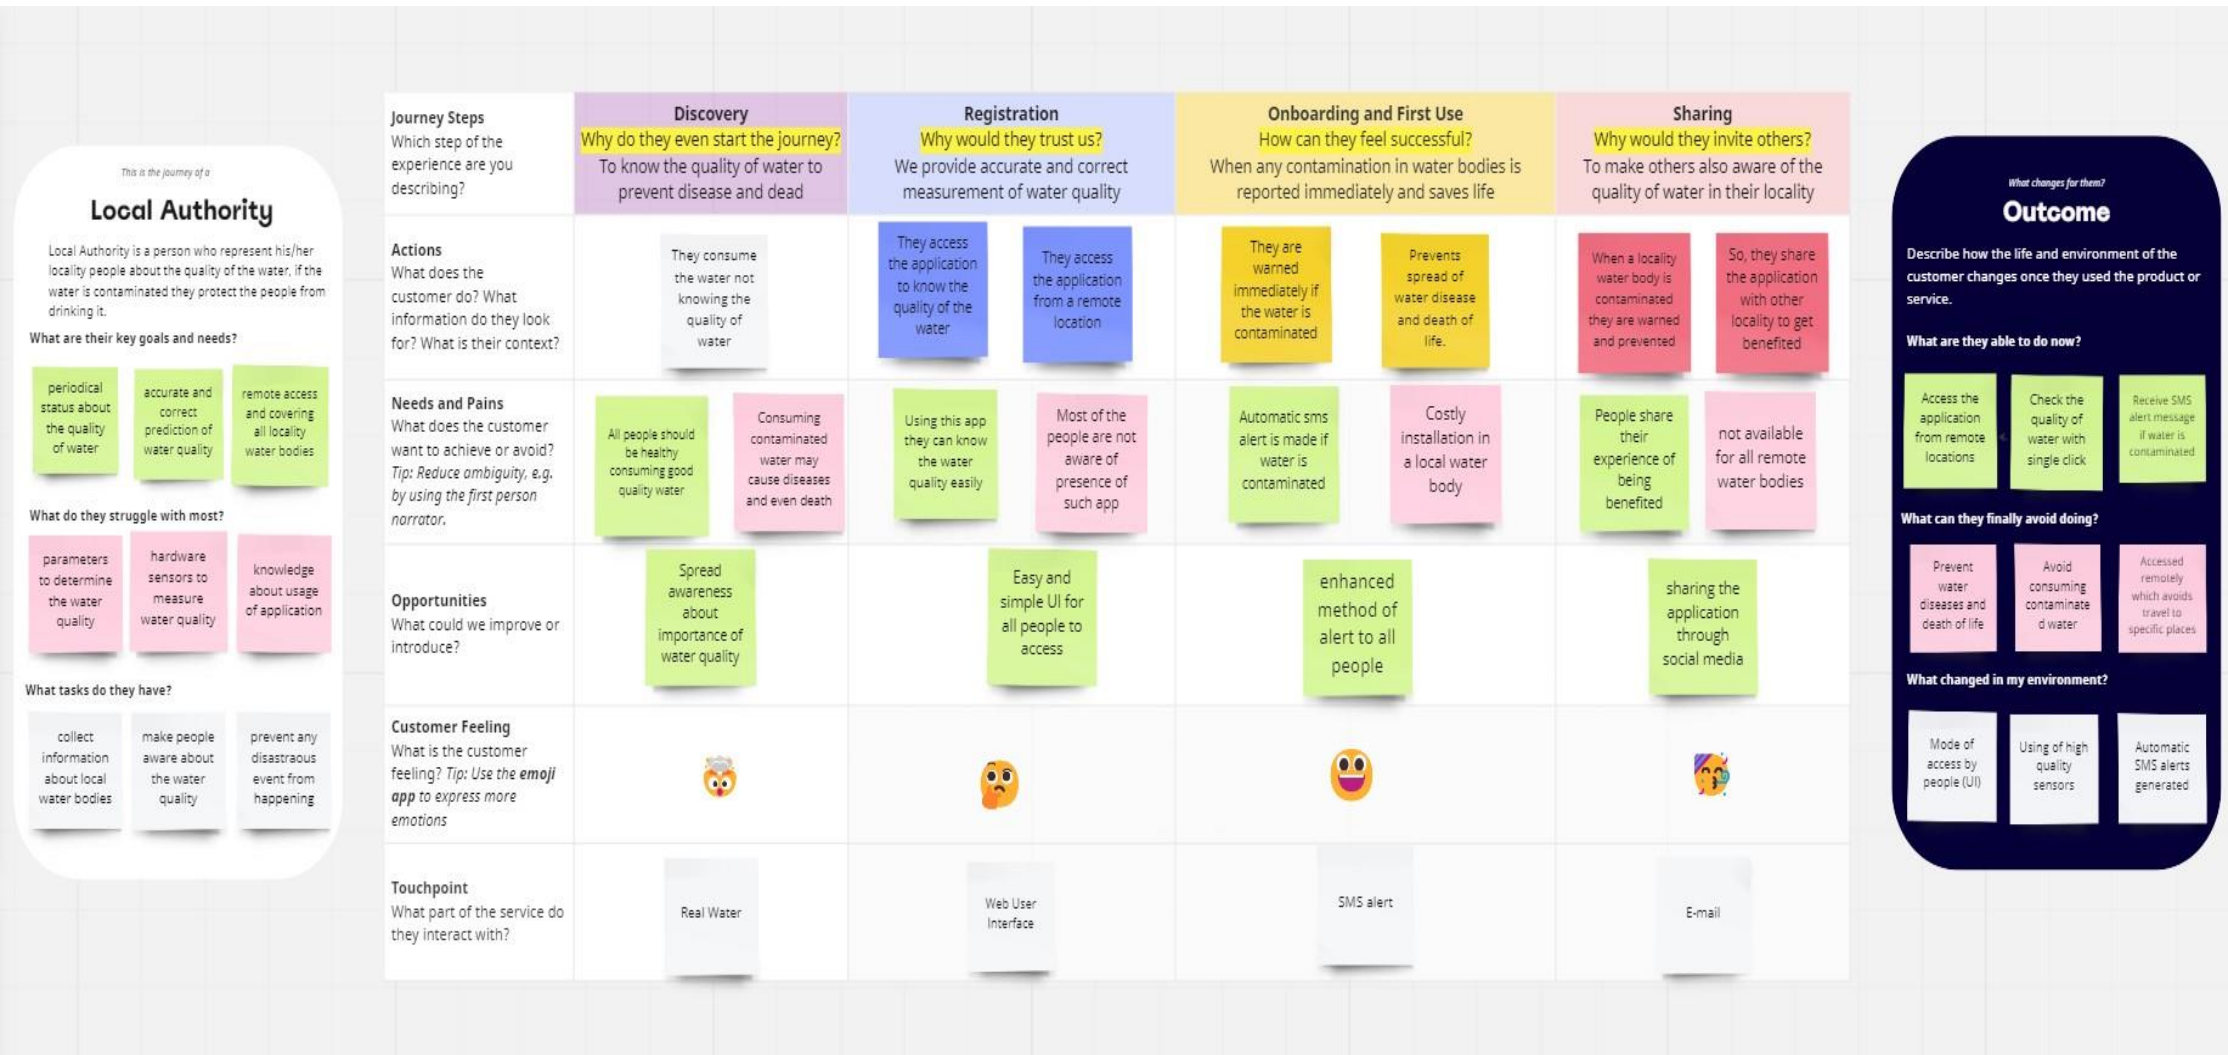 This is the journey of a
Local Authority
Local Authority is a person who represent his/her
locality people about the quality of the water, if the
water is contaminated they protect the people from
drinking it.
What are their key goals and needs?
periodical
status about
the quality
of water
accurate and
correct
prediction of
water quality
remote access
and covering
all locality
water bodies
What do they struggle with most?
parameters
to determine
the water
quality
hardware
sensors to
measure
water quality
knowledge
about usage
of application
What tasks do they have?
collect
information
about local
water bodies
make people
aware about
the water
quality
prevent any
disastraous
event from
happening
Journey Steps
Which step of the
experience are you
describing?
Discovery
Why do they even start the journey?
To know the quality of water to
prevent disease and dead
Registration
Why would they trust us?
We provide accurate and correct
measurement of water quality
Onboarding and First Use
How can they feel successful?
When any contamination in water bodies is
reported immediately and saves life
Sharing
Why would they invite others?
To make others also aware of the
quality of water in their locality
Actions
What does the
customer do? What
information do they look
for? What is their context?
They consume
the water not
knowing the
quality of
water
They access
the application
to know the
quality of the
water
They access
the application
from a remote
location
They are
warned
immediately if
the water is
contaminated
Prevents
spread of
water disease
and death of
life.
When a locality
water body is
contaminated
they are warned
and prevented
So, they share
the application
with other
locality to get
benefited
Needs and Pains
What does the customer
want to achieve or avoid?
Tip: Reduce ambiguity, e.g.
by using the first person
narrator.
All people should
be healthy
consuming good
quality water
Consuming
contaminated
water may
cause diseases
and even death
Using this app
they can know
the water
quality easily
Most of the
people are not
aware of
presence of
such app
Automatic sms
alert is made if
water is
contaminated
Costly
installation in
a local water
body
People share
their
experience of
being
benefited
not available
for all remote
water bodies
Opportunities
What could we improve or
introduce?
Spread
awareness
about
importance of
water quality
Easy and
simple UI for
all people to
access
enhanced
method of
alert to all
people
sharing the
application
through
social media
Customer Feeling
What is the customer
feeling? Tip: Use the emoji
app to express more
emotions
Touchpoint
What part of the service do
they interact with?
Real Water
Web User
Interface
SMS alert
E-mail
What changes for them?
Outcome
Describe how the life and environment of the
customer changes once they used the product or
service.
What are they able to do now?
Access the
application
from remote
locations
Check the
quality of
water with
single click
Receive SMS
alert message
if water is
contaminated
What can they finally avoid doing?
Prevent
water
diseases and
death of life
Avoid
consuming
contaminate
d water
Accessed
remotely
which avoids
travel to
specific places
What changed in my environment?
Mode of
access by
people (UI)
Using of high
quality
sensors
Automatic
SMS alerts
generated